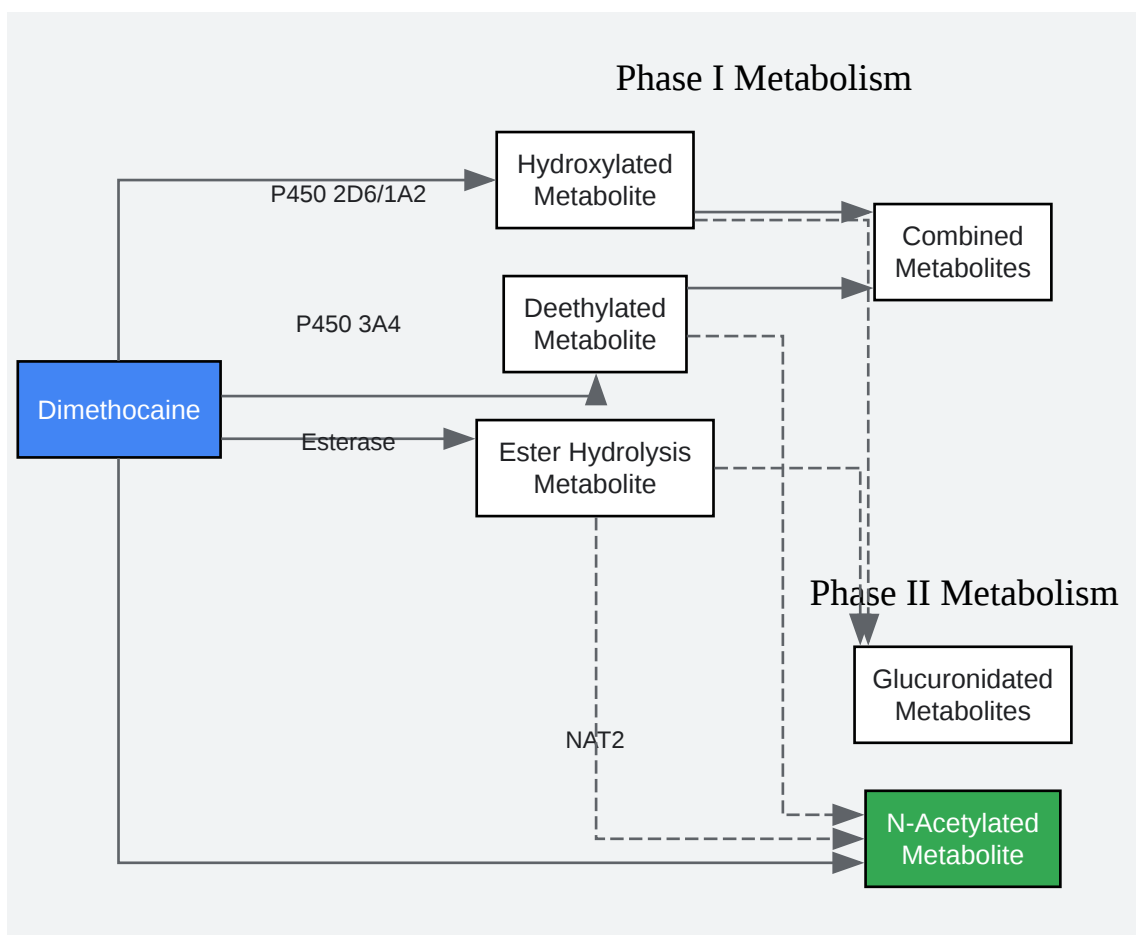 Phase I Metabolism
Hydroxylated
Metabolite
P450 2D6/1A2
Combined
Metabolites
Deethylated
Metabolite
P450 3A4
Dimethocaine
Esterase
Ester Hydrolysis
Metabolite
Phase II Metabolism
Glucuronidated
Metabolites
NAT2
N-Acetylated
Metabolite